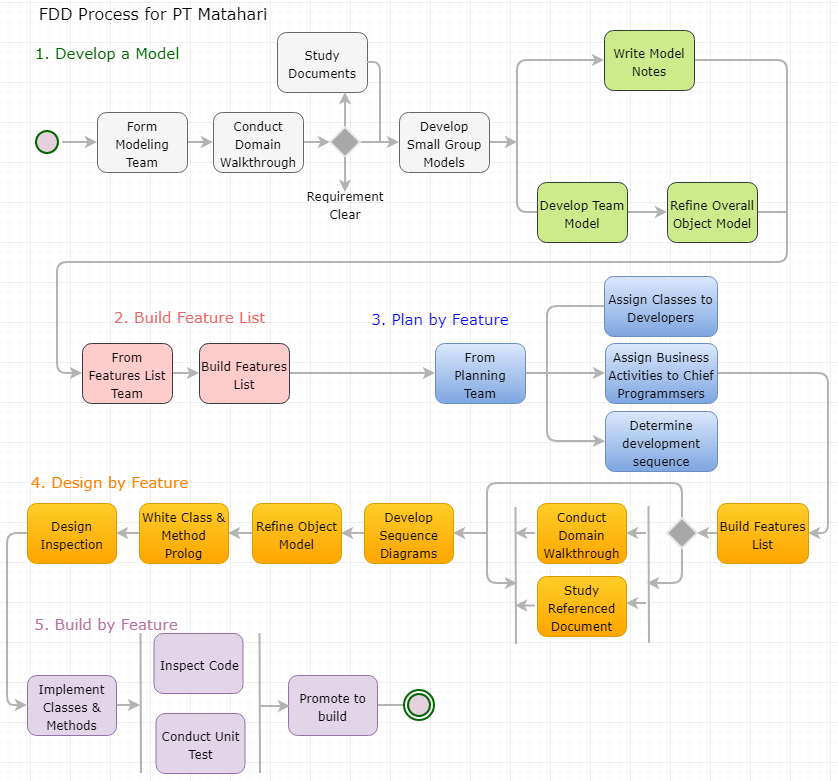 FDD Process for PT Matahari
1. Develop a Model
Study
Documents
Write Model
Notes
Form
Modeling
Team
Conduct
Domain
Walkthrough
Develop
Small Group
Models
Requirement
Clear
Develop Team
Model
Refine Overall
Object Model
2. Build Feature List
3. Plan by Feature
Assign Classes to
Developers
From
Features List
Team
Build Features
List
From
Planning
Team
Assign Business
Activities to Chief
Programmsers
Determine
development
sequence
4. Design by Feature
Design
Inspection
White Class &
Method
Prolog
Refine Object
Model
Develop
Sequence
Diagrams
Conduct
Domain
Walkthrough
Build Features
List
Study
Referenced
Document
5. Build by Feature
Inspect Code
Implement
Classes &
Methods
Promote to
build
Conduct Unit
Test